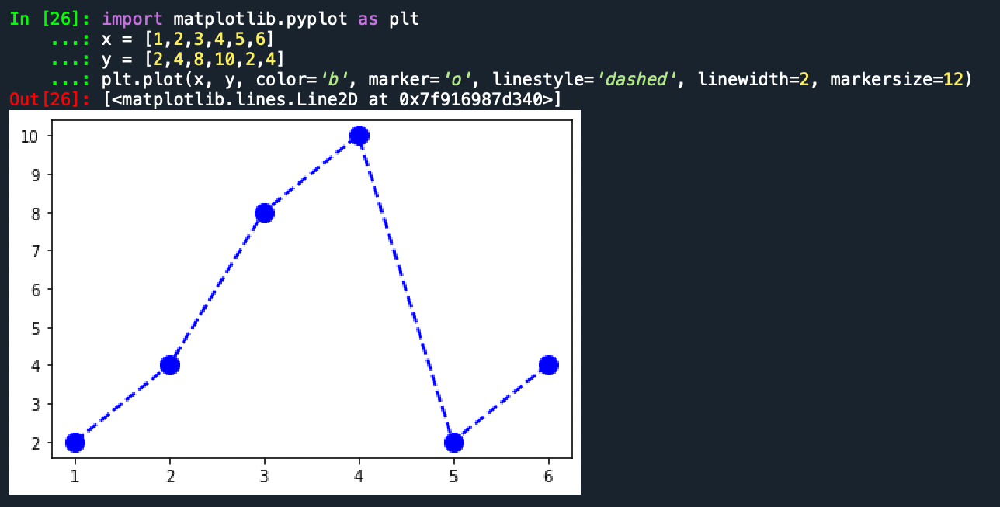 In [26]: import matplotlib.pyplot as plt
...: x = [1,2,3,4,5,6]
...: y = [2,4,8,10,2,4]
...: plt.plot(x, y, color='b', marker='o', linestyle='dashed', linewidth=2, markersize=12)
Out[26]: [<matplotlib.lines.Line2D at 0x7f916987d340>]
10
9
8
7
6
5
4
3
2
1 2 3 4 5 6